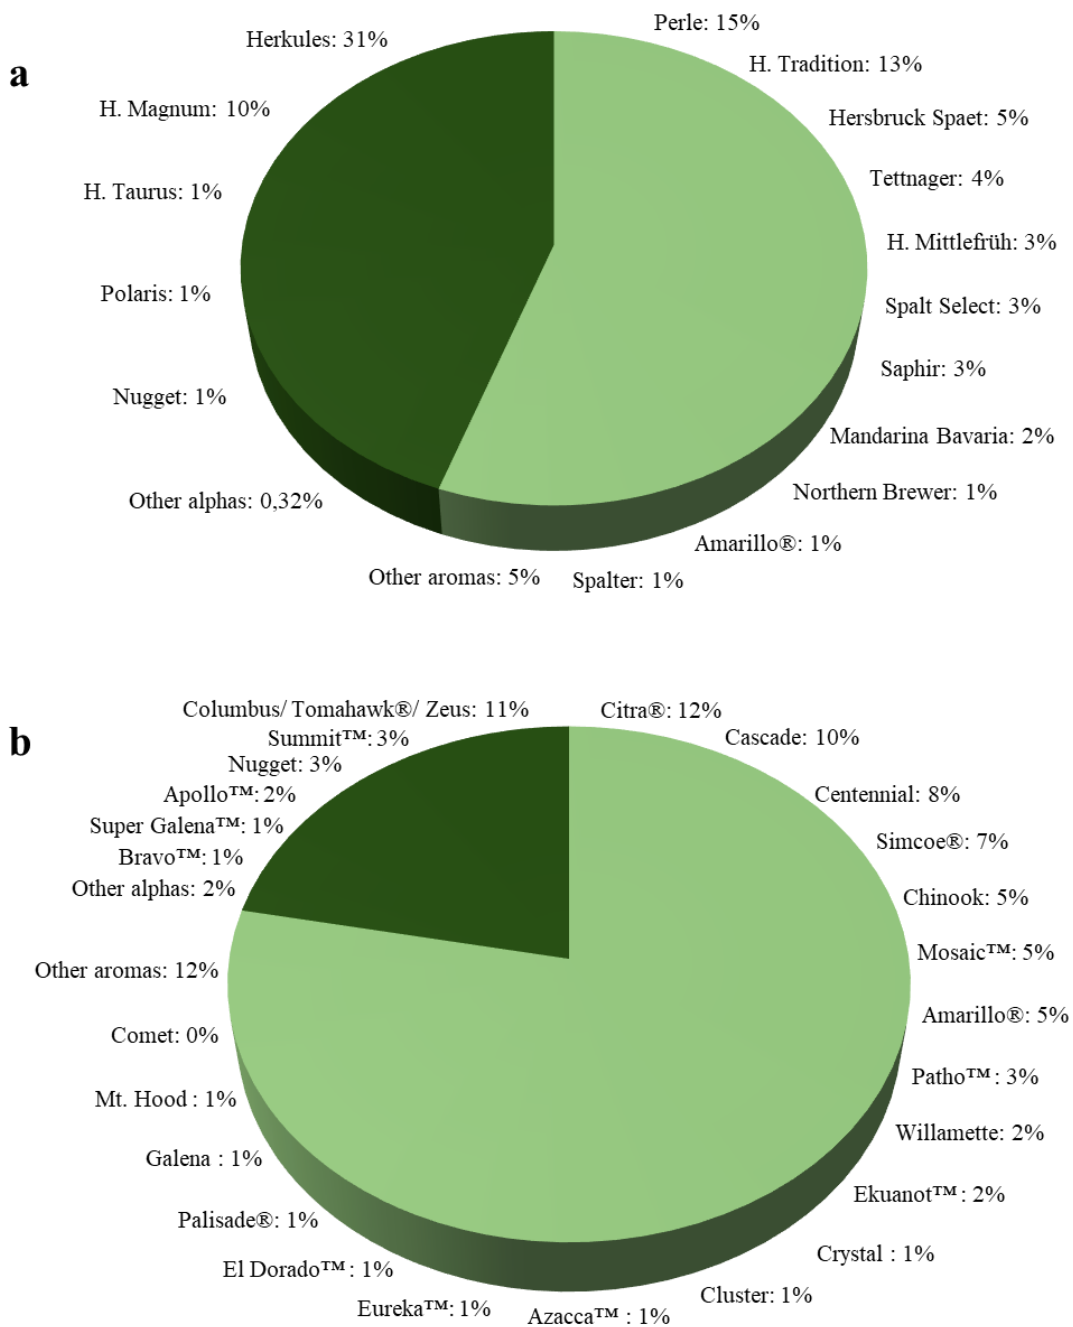 a
Herkules: 31%
H. Magnum: 10%
H. Taurus: 1%
Polaris: 1%
Nugget: 1%
Other alphas: 0,32%
Perle: 15%
H. Tradition: 13%
Hersbruck Spaet: 5%
Tettnager: 4%
H. Mittlefrüh: 3%
Spalt Select: 3%
Saphir: 3%
Mandarina Bavaria: 2%
Northern Brewer: 1%
Amarillo®: 1%
Spalter: 1%
Other aromas: 5%
b
Columbus/ Tomahawk®/ Zeus: 11%
Summit™: 3%
Nugget: 3%
Apollo™: 2%
Super Galena™: 1%
Bravo™: 1%
Other alphas: 2%
Citra®: 12%
Cascade: 10%
Centennial: 8%
Simcoe®: 7%
Chinook: 5%
Mosaic™: 5%
Amarillo®: 5%
Patho™ : 3%
Willamette: 2%
Ekuanot™ : 2%
Crystal : 1%
Cluster: 1%
Azacca™ : 1%
Eureka™: 1%
El Dorado™ : 1%
Palisade®: 1%
Galena : 1%
Mt. Hood : 1%
Comet: 0%
Other aromas: 12%